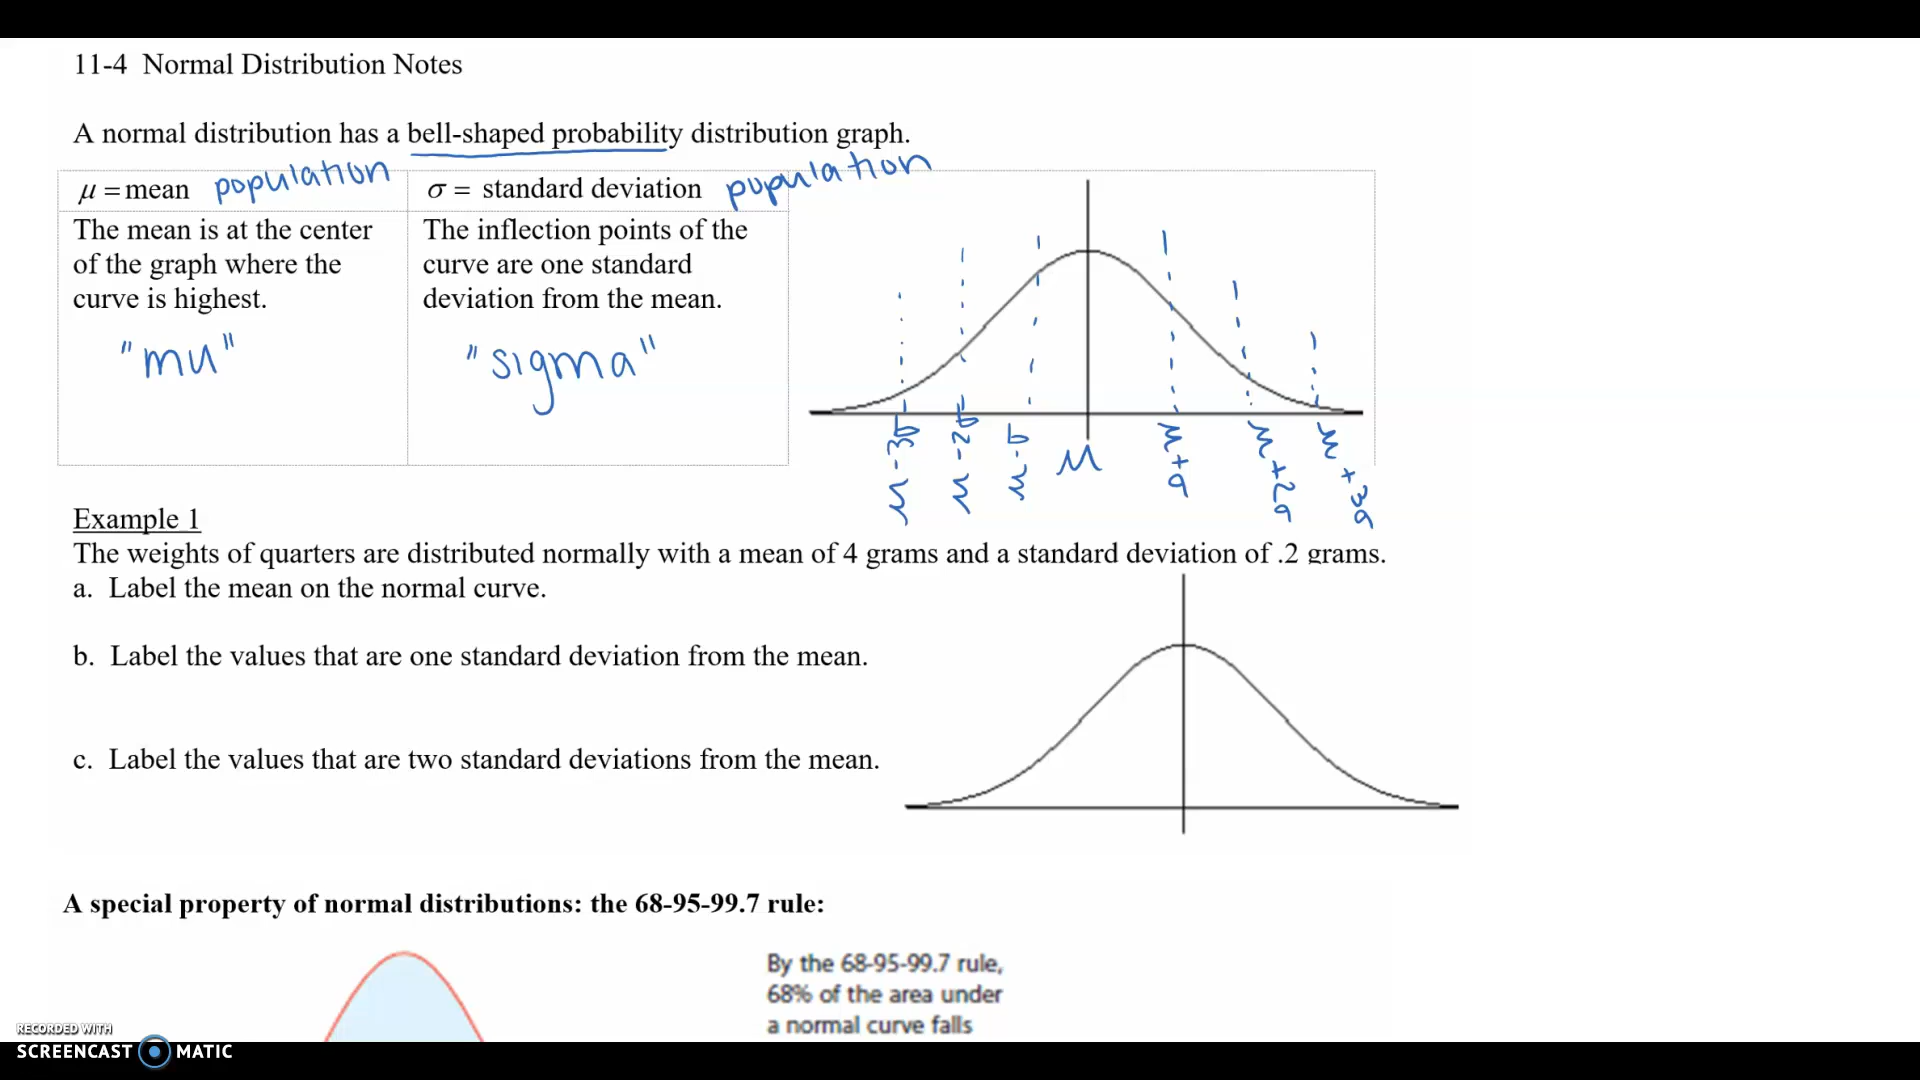 11-4 Normal Distribution Notes
A normal distribution has a bell-shaped probability distribution graph.
μ = mean population
σ = standard deviation population
The mean is at the center
of the graph where the
curve is highest.
"mu"
The inflection points of the
curve are one standard
deviation from the mean.
"sigma"
μ-3σ
μ-2σ
μ-σ
μ
μ+σ
μ+2σ
μ+3σ
Example 1
The weights of quarters are distributed normally with a mean of 4 grams and a standard deviation of .2 grams.
a. Label the mean on the normal curve.
b. Label the values that are one standard deviation from the mean.
c. Label the values that are two standard deviations from the mean.
A special property of normal distributions: the 68-95-99.7 rule:
By the 68-95-99.7 rule,
68% of the area under
a normal curve falls
RECORDED WITH
SCREENCAST MATIC